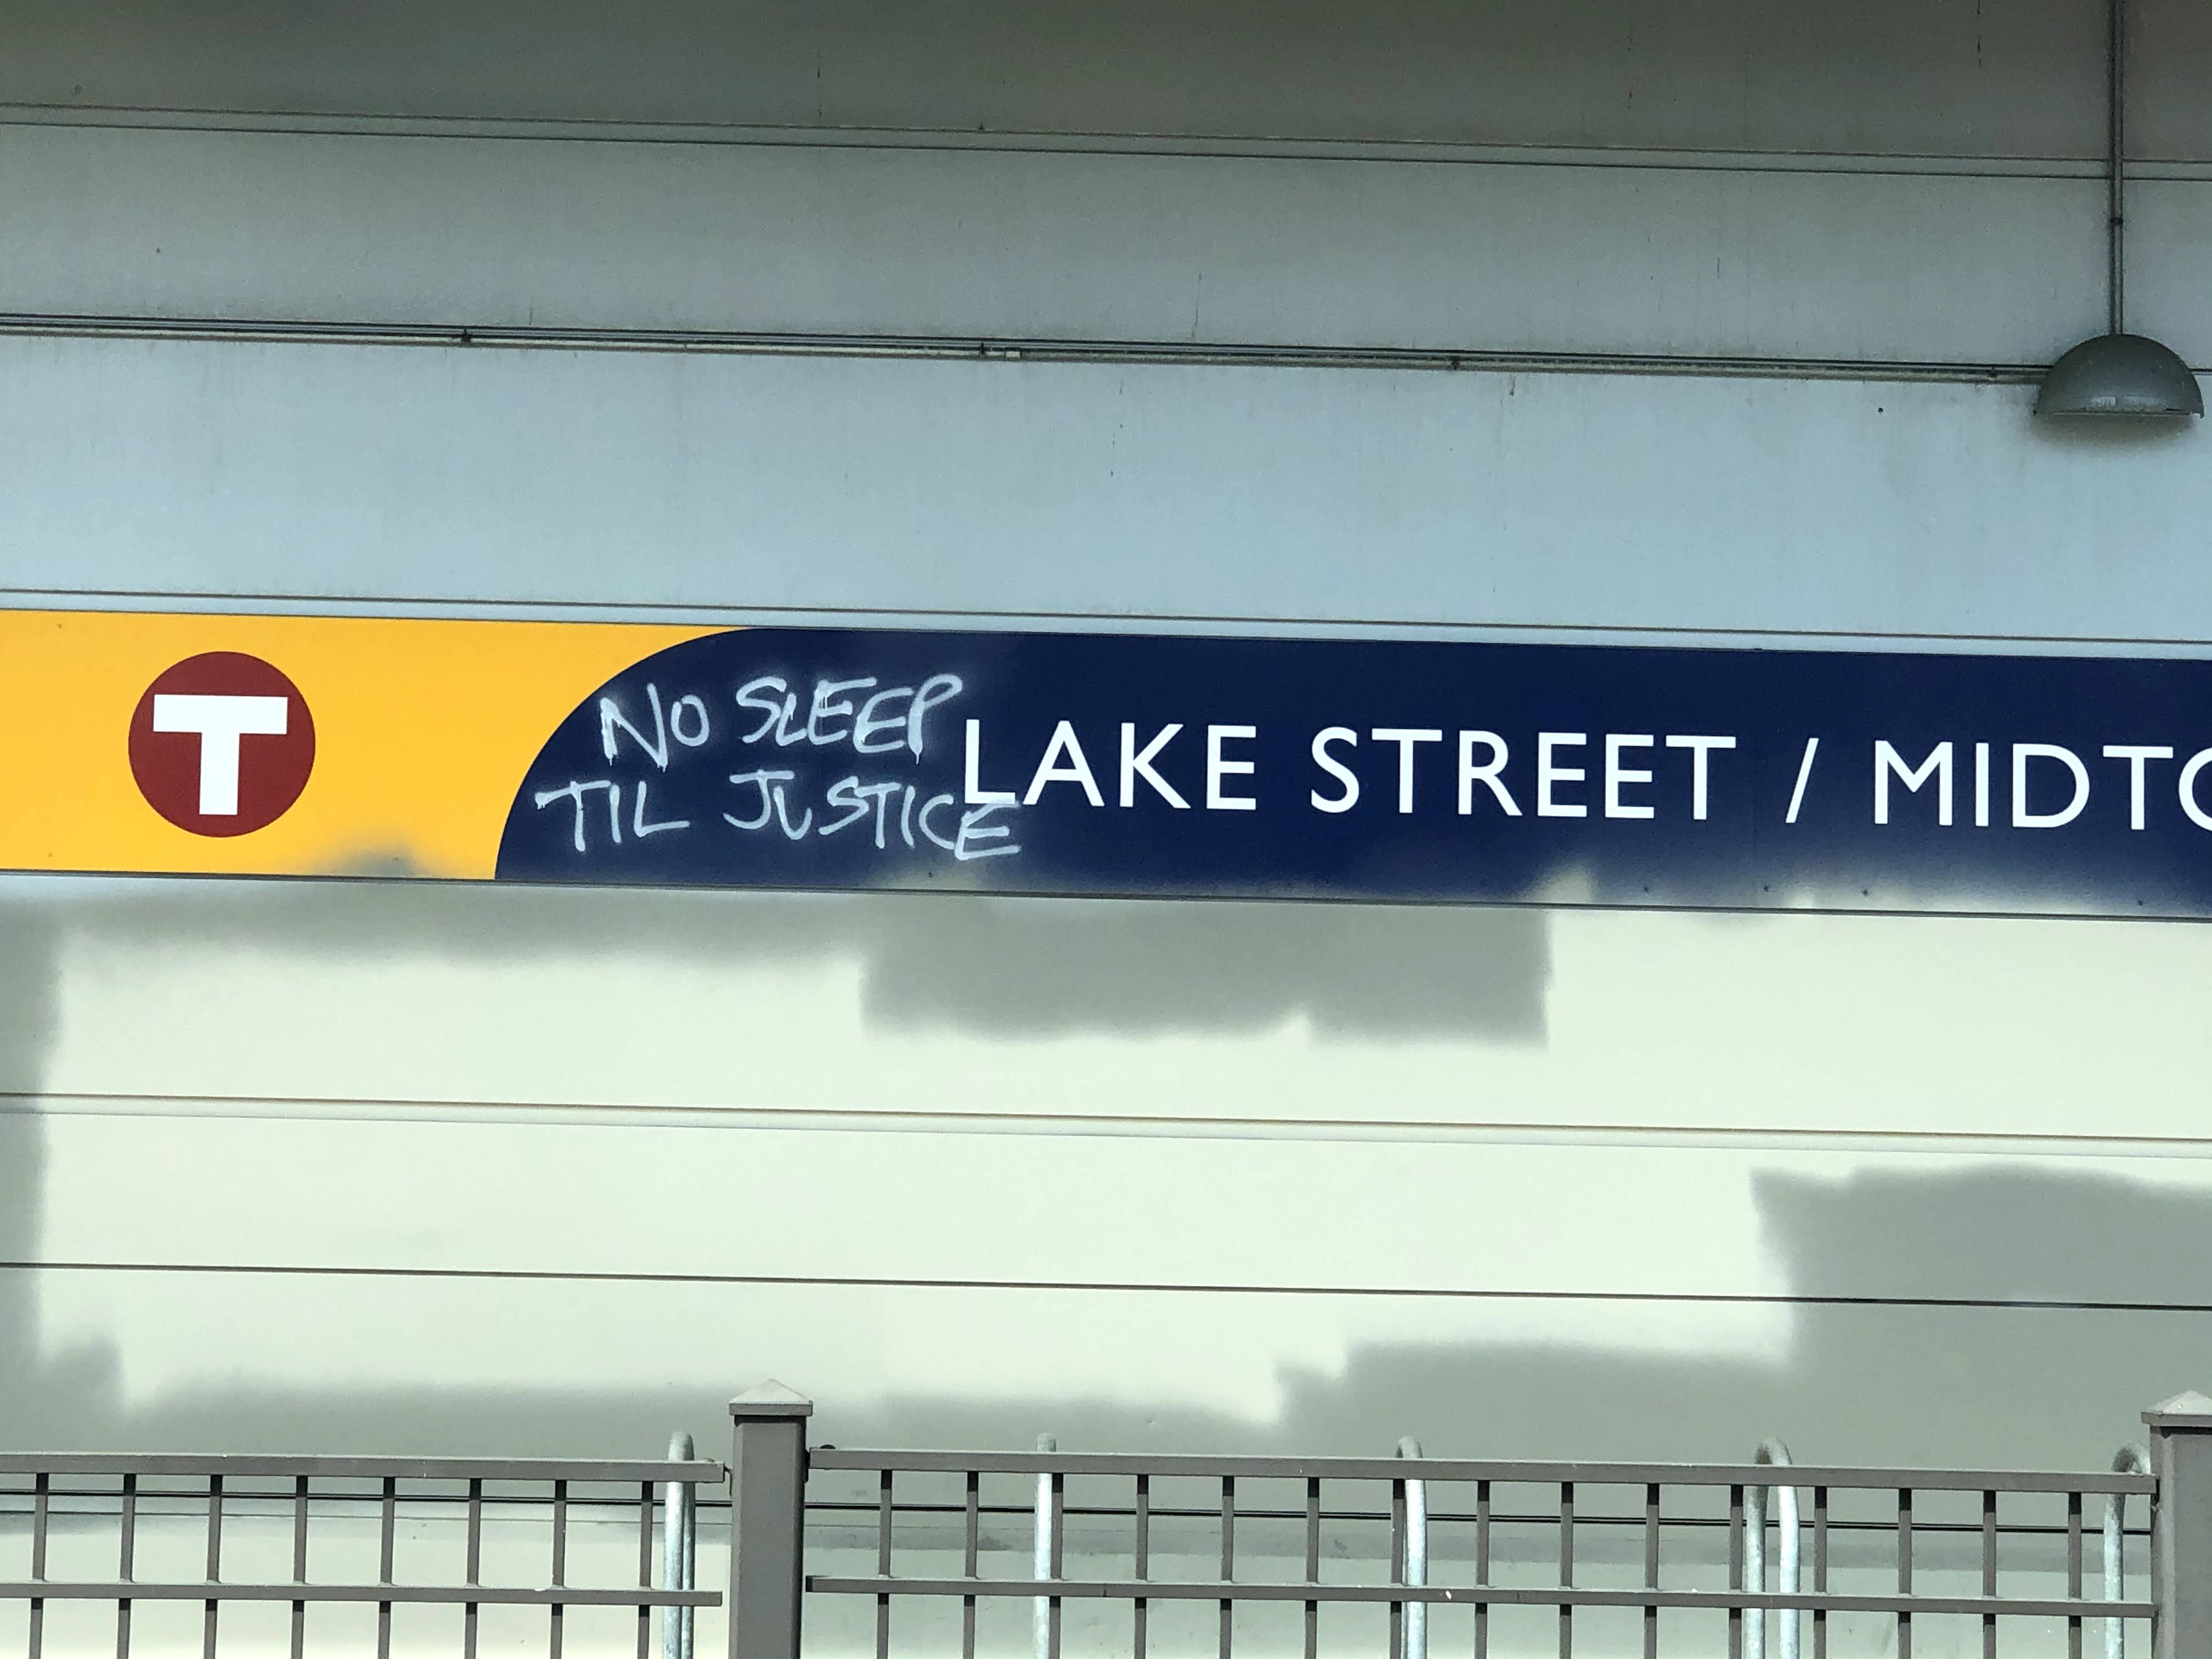 T
NO SLEEP
TIL JUSTICE
LAKE STREET / MIDTO